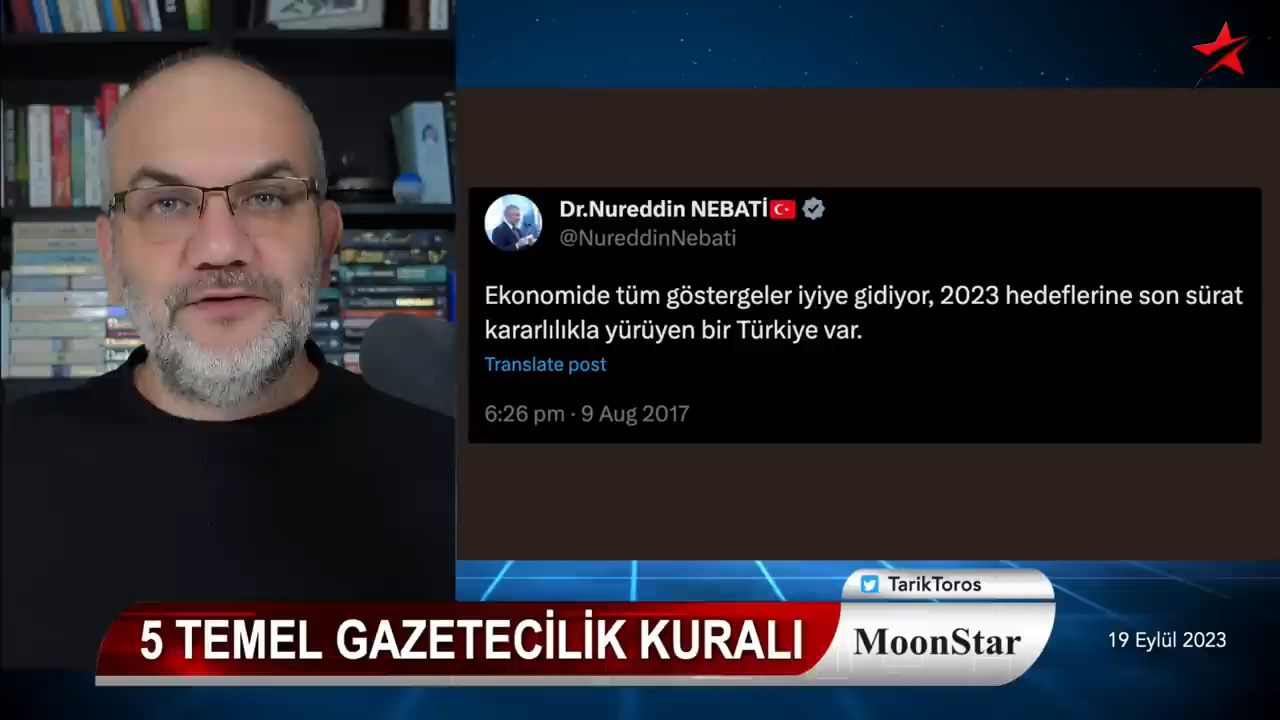 Dr.Nureddin NEBATİ
@NureddinNebati
Ekonomide tüm göstergeler iyiye gidiyor, 2023 hedeflerine son sürat
kararlılıkla yürüyen bir Türkiye var.
Translate post
6:26 pm · 9 Aug 2017
TarikToros
5 TEMEL GAZETECİLİK KURALI
MoonStar
19 Eylül 2023